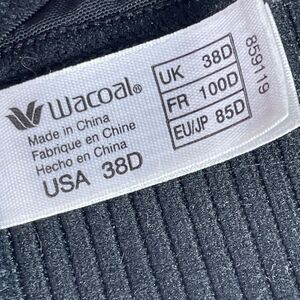 wacoal®
Made in China
Fabrique en Chine
Hecho en China
USA 38D
UK 38D
FR 100D
EU/JP 85D
859119